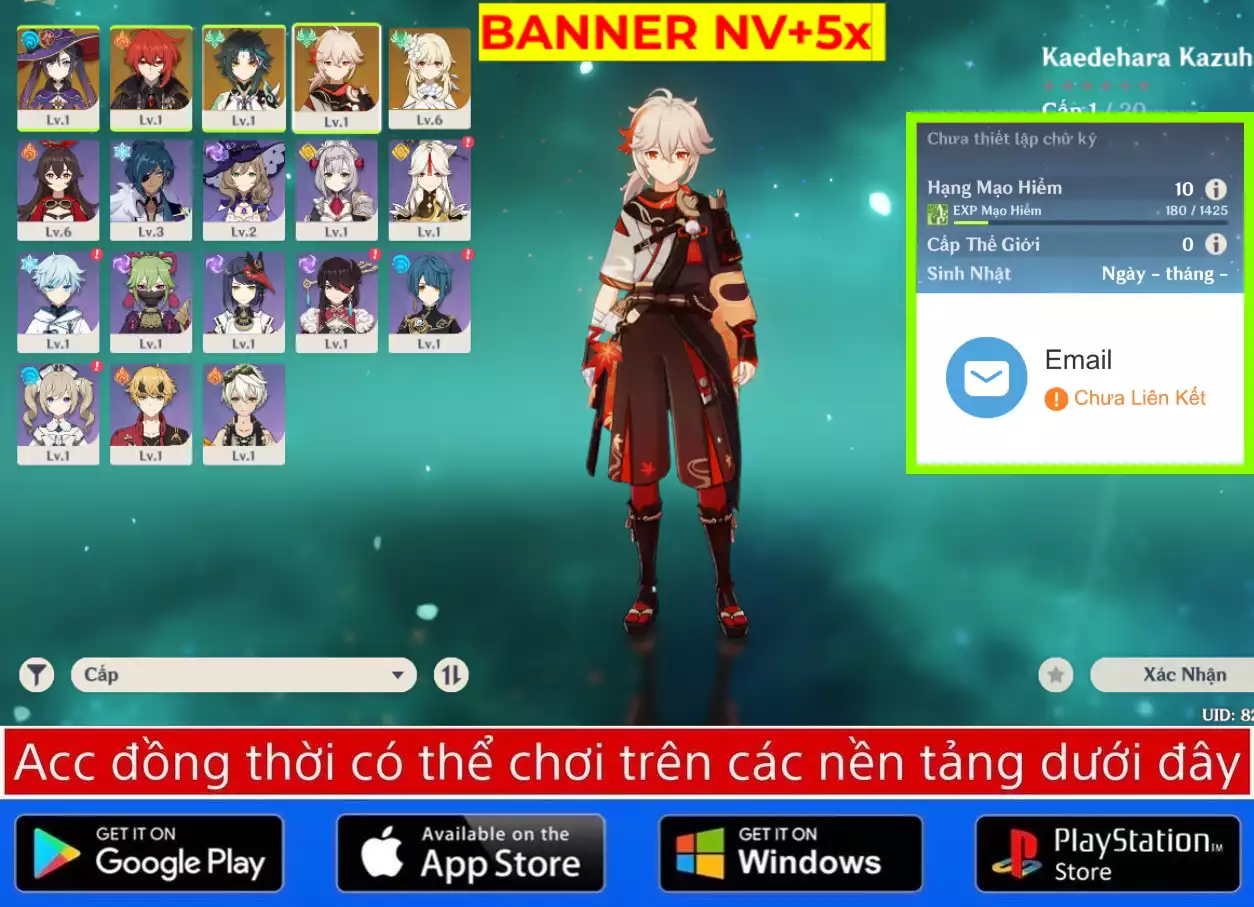 BANNER NV+5x
Kaedehara Kazuh
Cấp 1 / 20
Lv.1
Lv.1
Lv.1
Lv.1
Lv.6
Lv.6
Lv.3
Lv.2
Lv.1
Lv.1
Lv.1
Lv.1
Lv.1
Lv.1
Lv.1
Lv.1
Lv.1
Lv.1
Chưa thiết lập chữ ký
Hạng Mạo Hiểm 10
EXP Mạo Hiểm 180 / 1425
Cấp Thế Giới 0
Sinh Nhật Ngày - tháng -
Email
Chưa Liên Kết
Cấp
Xác Nhận
UID: 82
Acc đồng thời có thể chơi trên các nền tảng dưới đây
GET IT ON
Google Play
Available on the
App Store
GET IT ON
Windows
PlayStation™
Store